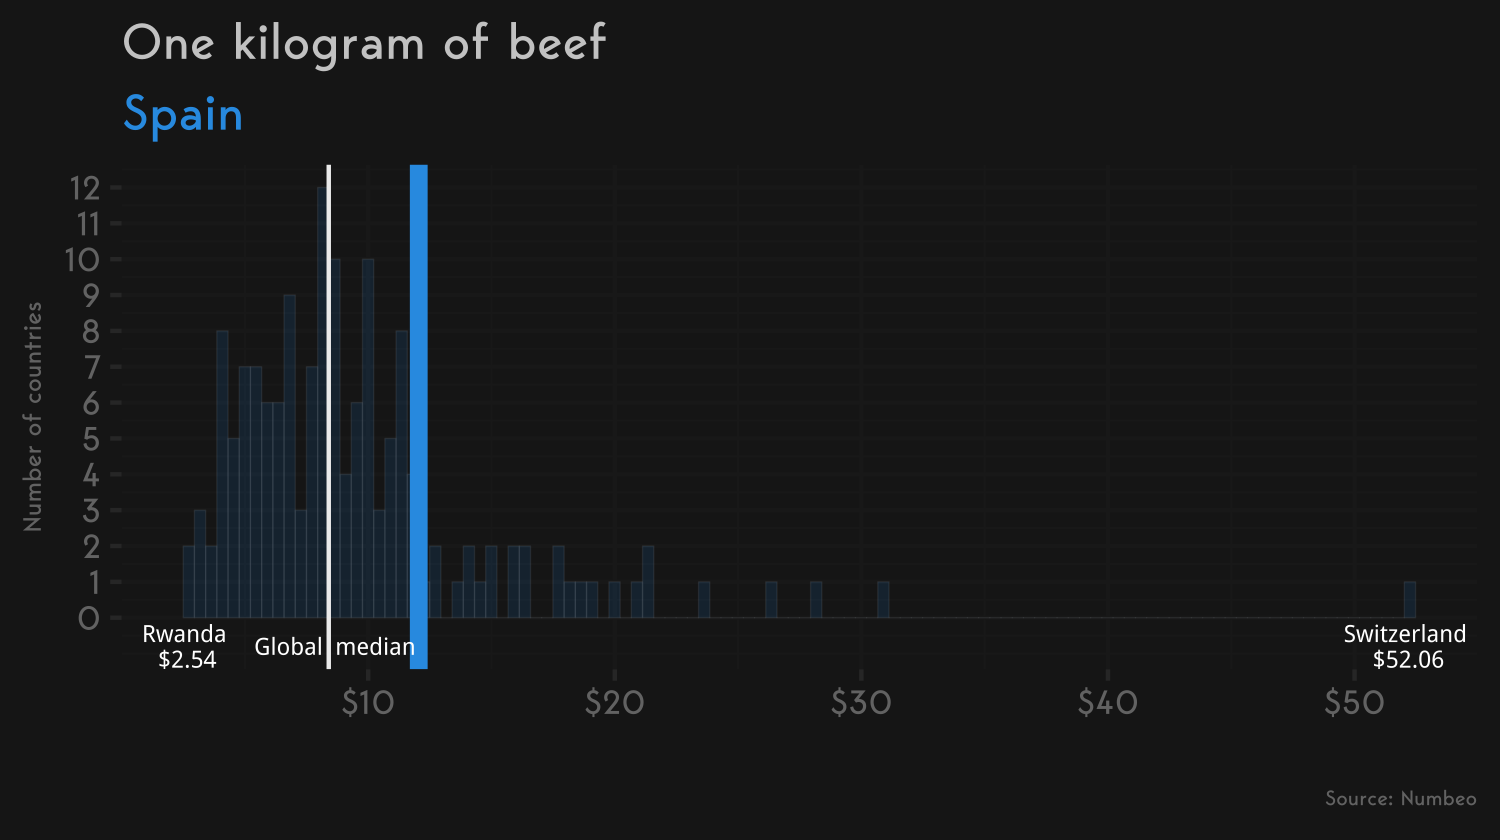 One kilogram of beef
Spain
Number of countries
12
11
10
9
8
7
6
5
4
3
2
1
0
Rwanda
$2.54
Global median
Switzerland
$52.06
$10 $20 $30 $40 $50
Source: Numbeo